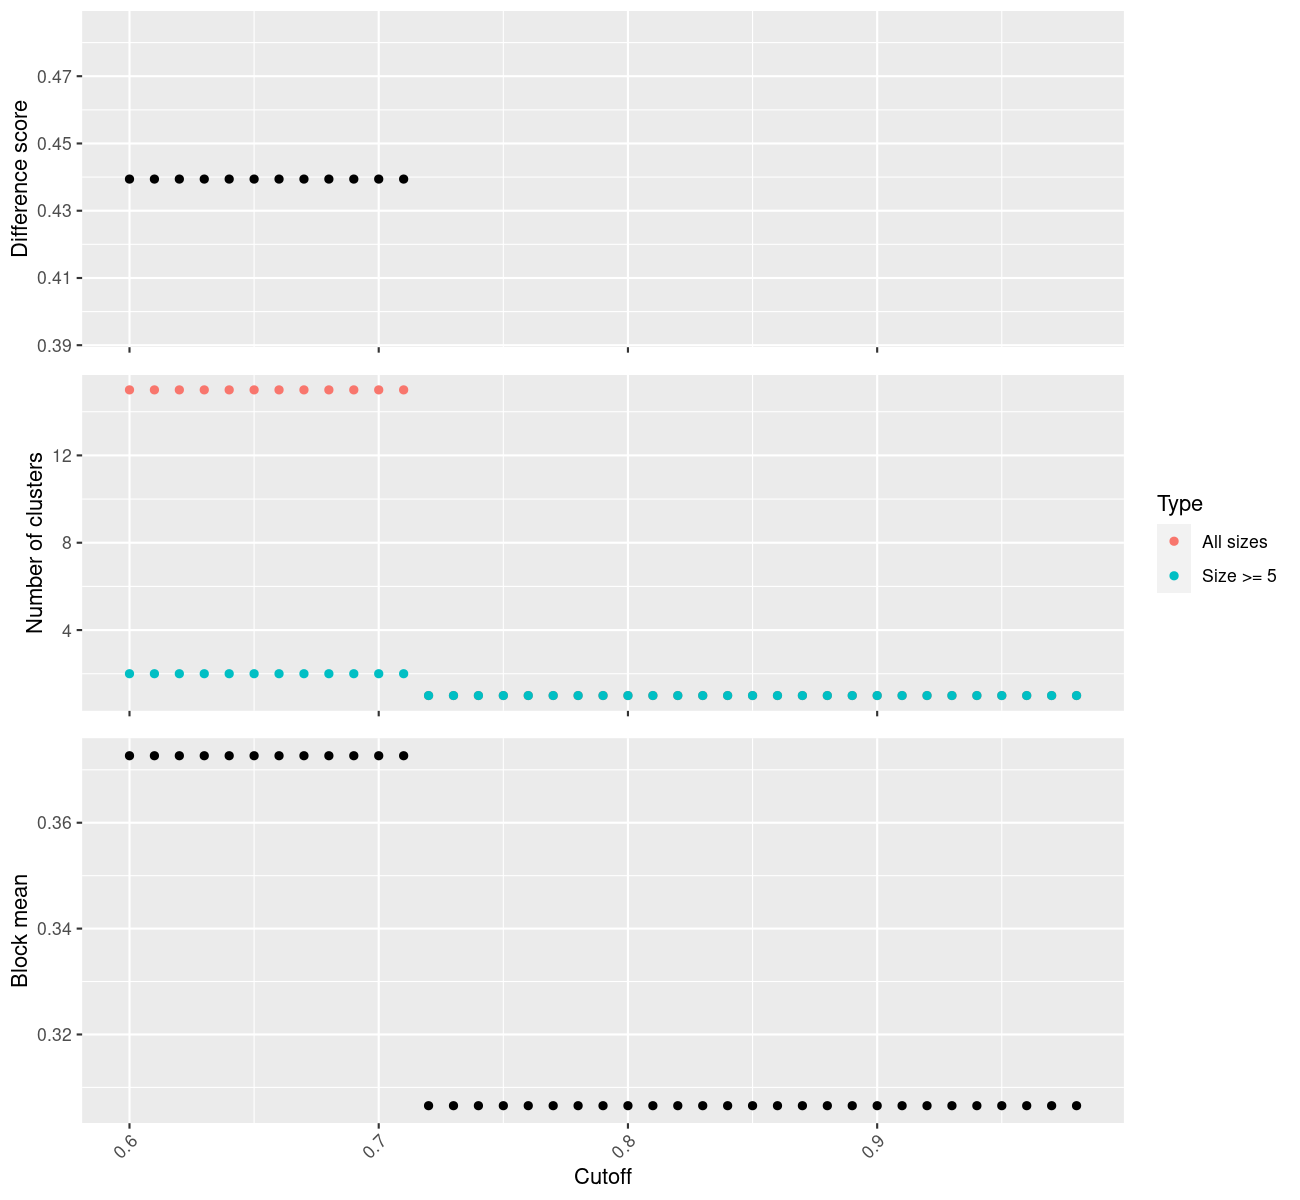 Difference score
0.47
0.45
0.43
0.41
0.39
Number of clusters
12
8
4
Type
All sizes
Size >= 5
Block mean
0.36
0.34
0.32
0.6
0.7
0.8
0.9
Cutoff